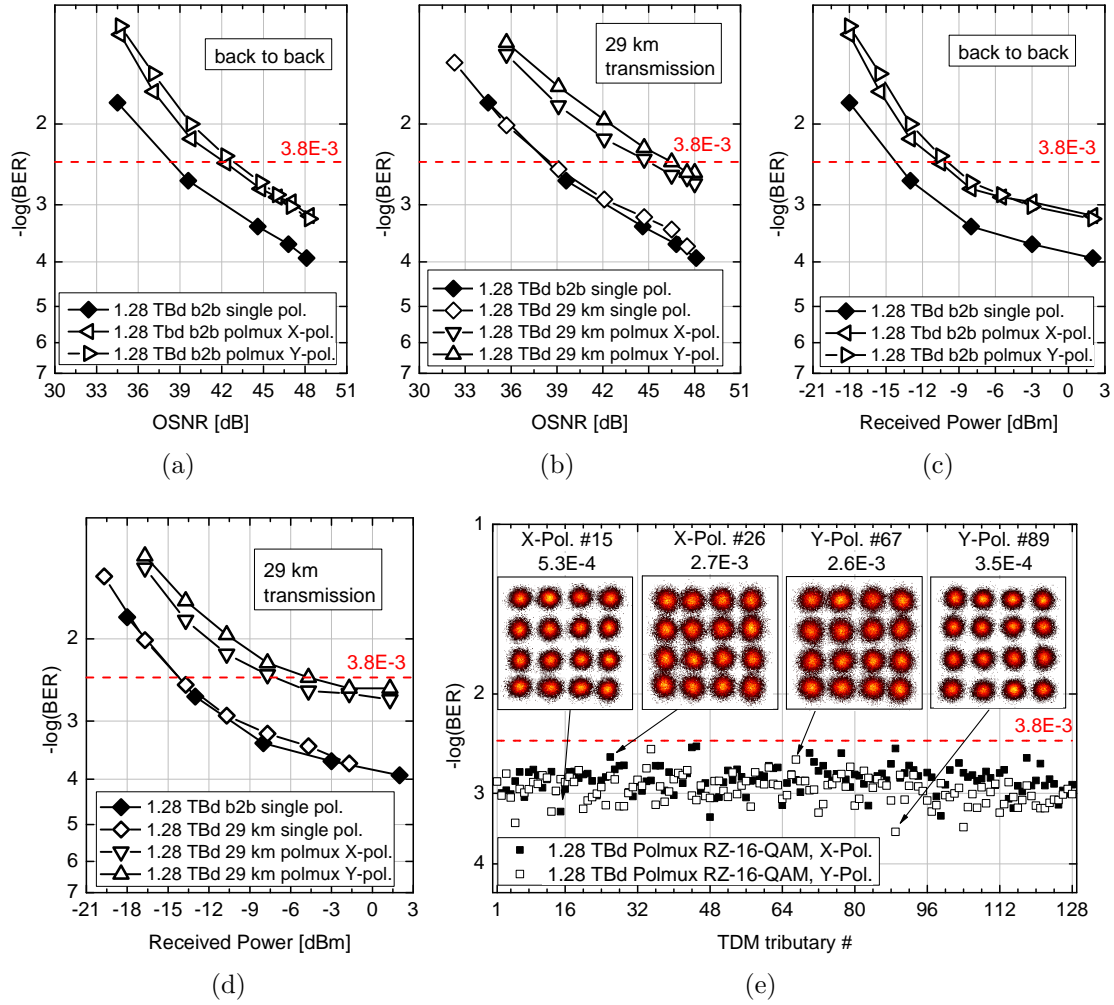 back to back
3.8E-3
-log(BER)
2
3
4
5
6
7
1.28 TBd b2b single pol.
1.28 Tbd b2b polmux X-pol.
1.28 TBd b2b polmux Y-pol.
30 33 36 39 42 45 48 51
OSNR [dB]
(a)
29 km
transmission
3.8E-3
-log(BER)
2
3
4
5
6
7
1.28 TBd b2b single pol.
1.28 TBd 29 km single pol.
1.28 TBd 29 km polmux X-pol.
1.28 TBd 29 km polmux Y-pol.
30 33 36 39 42 45 48 51
OSNR [dB]
(b)
back to back
3.8E-3
-log(BER)
2
3
4
5
6
7
1.28 TBd b2b single pol.
1.28 TBd b2b polmux X-pol.
1.28 TBd b2b polmux Y-pol.
-21 -18 -15 -12 -9 -6 -3 0 3
Received Power [dBm]
(c)
29 km
transmission
3.8E-3
-log(BER)
2
3
4
5
6
7
1.28 TBd b2b single pol.
1.28 TBd 29 km single pol.
1.28 TBd 29 km polmux X-pol.
1.28 TBd 29 km polmux Y-pol.
-21 -18 -15 -12 -9 -6 -3 0 3
Received Power [dBm]
(d)
1
X-Pol. #15 X-Pol. #26 Y-Pol. #67 Y-Pol. #89
5.3E-4 2.7E-3 2.6E-3 3.5E-4
-log(BER)
2
3.8E-3
3
4
1.28 TBd Polmux RZ-16-QAM, X-Pol.
1.28 TBd Polmux RZ-16-QAM, Y-Pol.
1 16 32 48 64 80 96 112 128
TDM tributary #
(e)